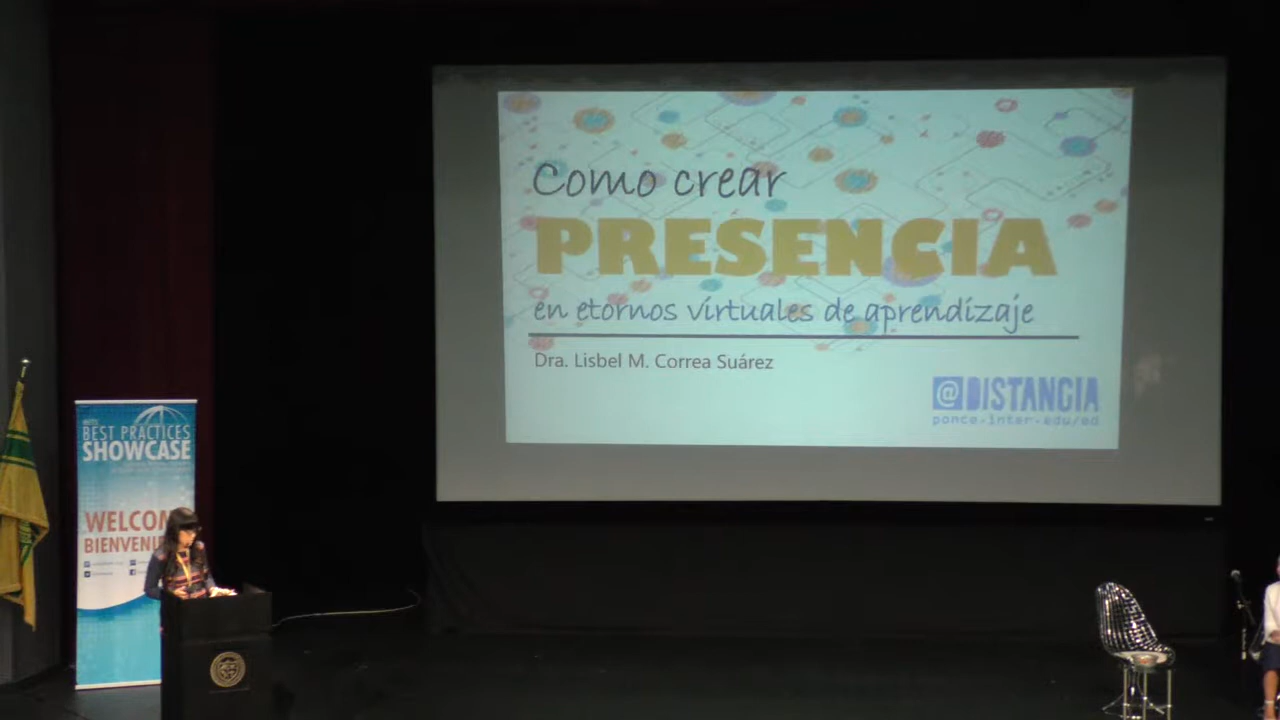 Como crear
PRESENCIA
en etornos virtuales de aprendizaje
Dra. Lisbel M. Correa Suárez
@DISTANCIA
ponce.inter.edu/ed
BEST PRACTICES
SHOWCASE
WELCOM
BIENVENI